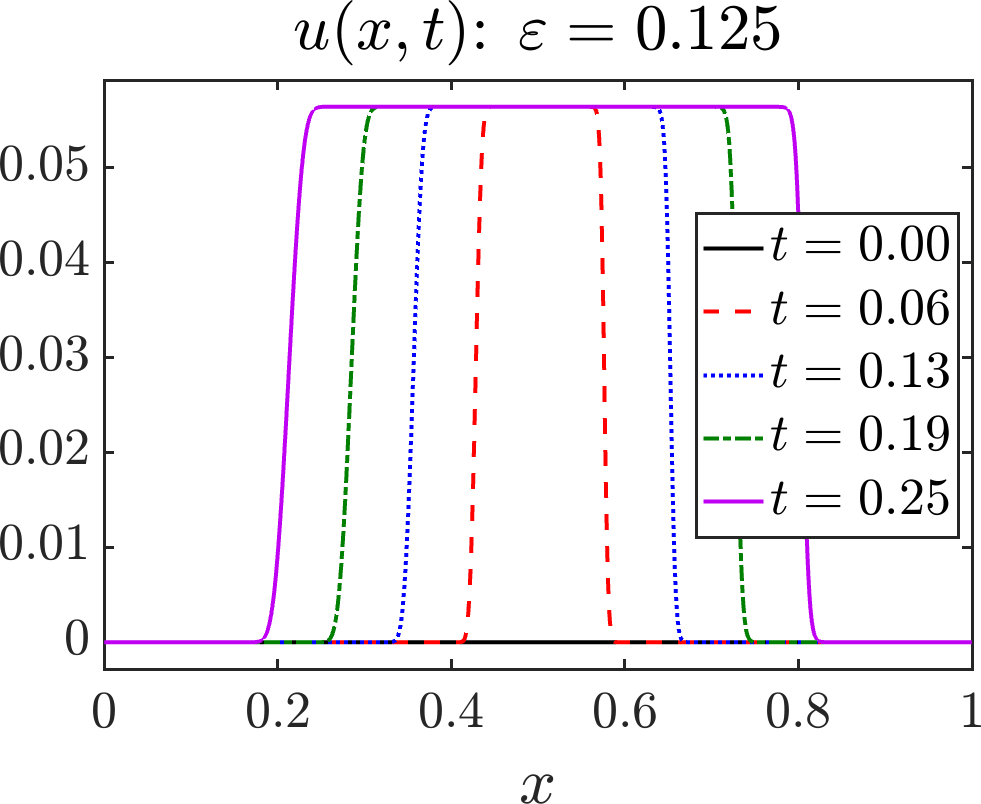 u(x, t): ε = 0.125
0.05
0.04
0.03
0.02
0.01
0
t = 0.00
t = 0.06
t = 0.13
t = 0.19
t = 0.25
0 0.2 0.4 0.6 0.8 1
x